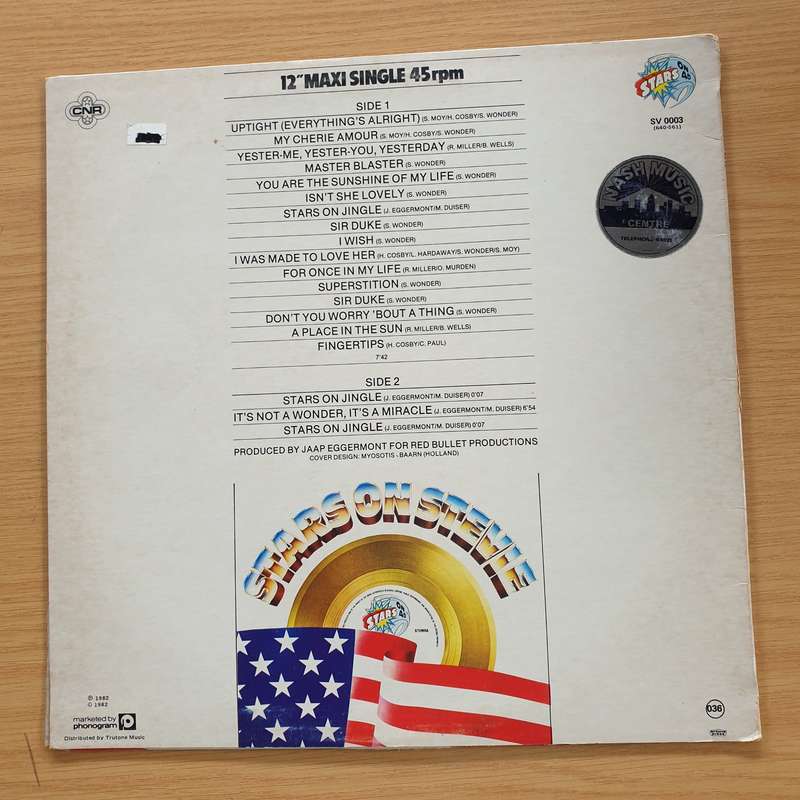 12" MAXI SINGLE 45rpm
CNR
STARS ON 45
SV 0003
(640-561)
SIDE 1
UPTIGHT (EVERYTHING'S ALRIGHT) (S. MOY/H. COSBY/S. WONDER)
MY CHERIE AMOUR (S. MOY/H. COSBY/S. WONDER)
YESTER-ME, YESTER-YOU, YESTERDAY (R. MILLER/B. WELLS)
MASTER BLASTER (S. WONDER)
YOU ARE THE SUNSHINE OF MY LIFE (S. WONDER)
ISN'T SHE LOVELY (S. WONDER)
STARS ON JINGLE (J. EGGERMONT/M. DUISER)
SIR DUKE (S. WONDER)
I WISH (S. WONDER)
I WAS MADE TO LOVE HER (H. COSBY/L. HARDAWAY/S. WONDER/S. MOY)
FOR ONCE IN MY LIFE (R. MILLER/O. MURDEN)
SUPERSTITION (S. WONDER)
SIR DUKE (S. WONDER)
DON'T YOU WORRY 'BOUT A THING (S. WONDER)
A PLACE IN THE SUN (R. MILLER/B. WELLS)
FINGERTIPS (H. COSBY/C. PAUL)
7'42
NASH MUSIC
CENTRE
SIDE 2
STARS ON JINGLE (J. EGGERMONT/M. DUISER) 0'07
IT'S NOT A WONDER, IT'S A MIRACLE (J. EGGERMONT/M. DUISER) 6'54
STARS ON JINGLE (J. EGGERMONT/M. DUISER) 0'07
PRODUCED BY JAAP EGGERMONT FOR RED BULLET PRODUCTIONS
COVER DESIGN: MYOSOTIS - BAARN (HOLLAND)
STARS ON STEVIE
STARS ON 45
℗ 1982
© 1982
marketed by
phonogram
Distributed by Trutone Music
036